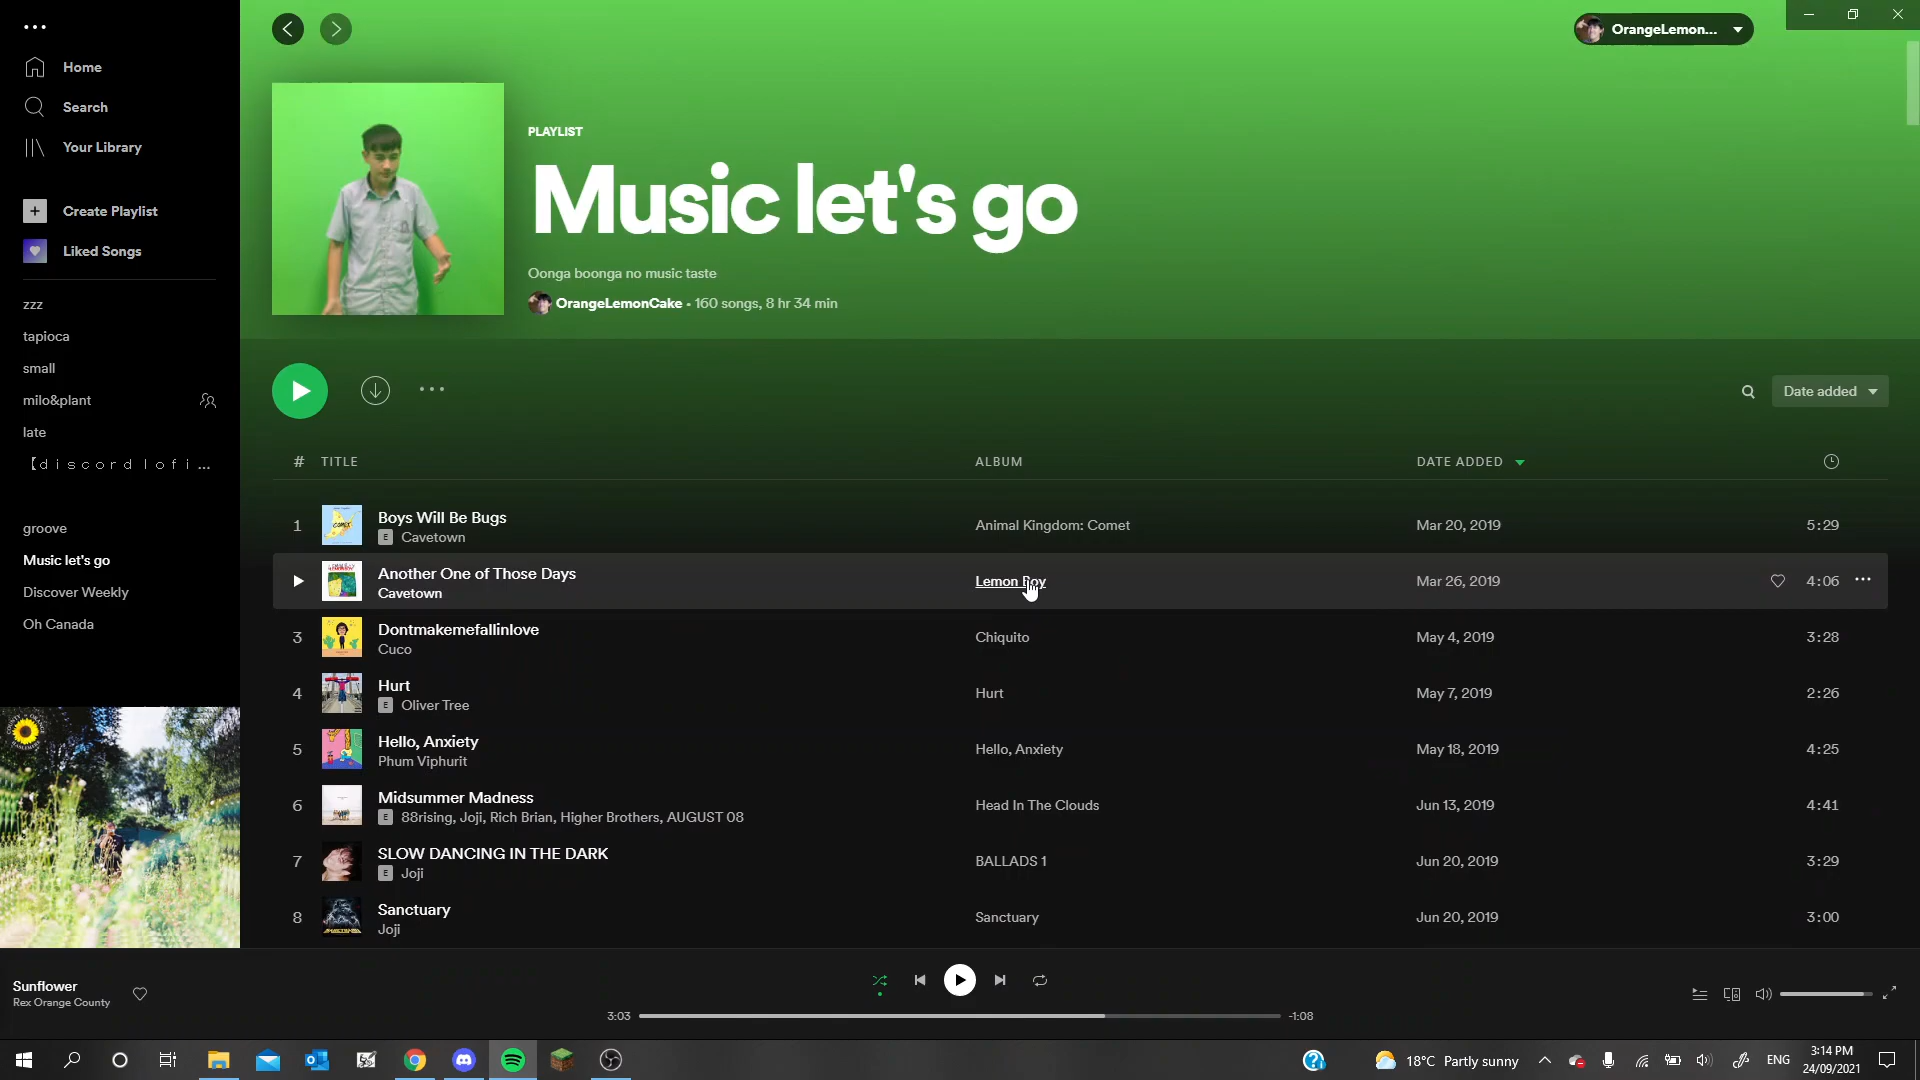 OrangeLemon...
Home
Search
Your Library
Create Playlist
Liked Songs
zzz
tapioca
small
milo&plant
late
【ｄｉｓｃｏｒｄ ｌｏｆｉ ...
groove
Music let's go
Discover Weekly
Oh Canada
PLAYLIST
Music let's go
Oonga boonga no music taste
OrangeLemonCake • 160 songs, 8 hr 34 min
Date added
# TITLE ALBUM DATE ADDED
1 Boys Will Be Bugs Animal Kingdom: Comet Mar 20, 2019 5:29
E Cavetown
Another One of Those Days Lemon Boy Mar 26, 2019 4:06
Cavetown
3 Dontmakemefallinlove Chiquito May 4, 2019 3:28
Cuco
4 Hurt Hurt May 7, 2019 2:26
E Oliver Tree
5 Hello, Anxiety Hello, Anxiety May 18, 2019 4:25
Phum Viphurit
6 Midsummer Madness Head In The Clouds Jun 13, 2019 4:41
E 88rising, Joji, Rich Brian, Higher Brothers, AUGUST 08
7 SLOW DANCING IN THE DARK BALLADS 1 Jun 20, 2019 3:29
E Joji
8 Sanctuary Sanctuary Jun 20, 2019 3:00
Joji
Sunflower
Rex Orange County
3:03 -1:08
18°C Partly sunny ENG 3:14 PM
24/09/2021